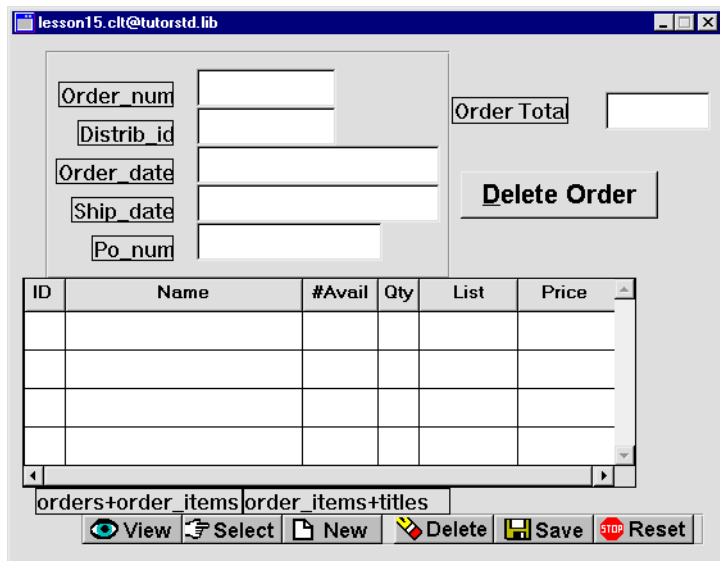 lesson15.clt@tutorstd.lib
Order_num
Order Total
Distrib_id
Order_date
Delete Order
Ship_date
Po_num
ID Name #Avail Qty List Price
orders+order_items order_items+titles
View Select New Delete STOP Save Reset